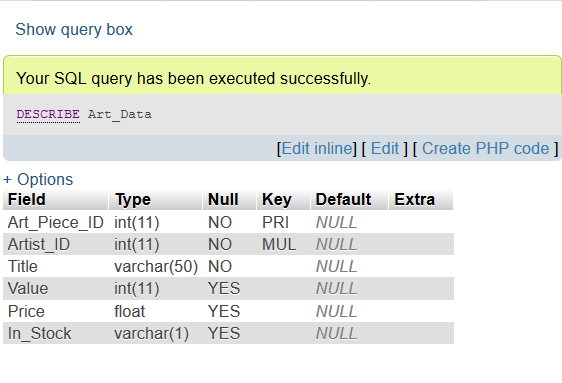 Show query box
Your SQL query has been executed successfully.
DESCRIBE Art_Data
[Edit inline] [ Edit ] [ Create PHP code ]
+ Options
Field Type Null Key Default Extra
Art_Piece_ID int(11) NO PRI NULL
Artist_ID int(11) NO MUL NULL
Title varchar(50) NO NULL
Value int(11) YES NULL
Price float YES NULL
In_Stock varchar(1) YES NULL